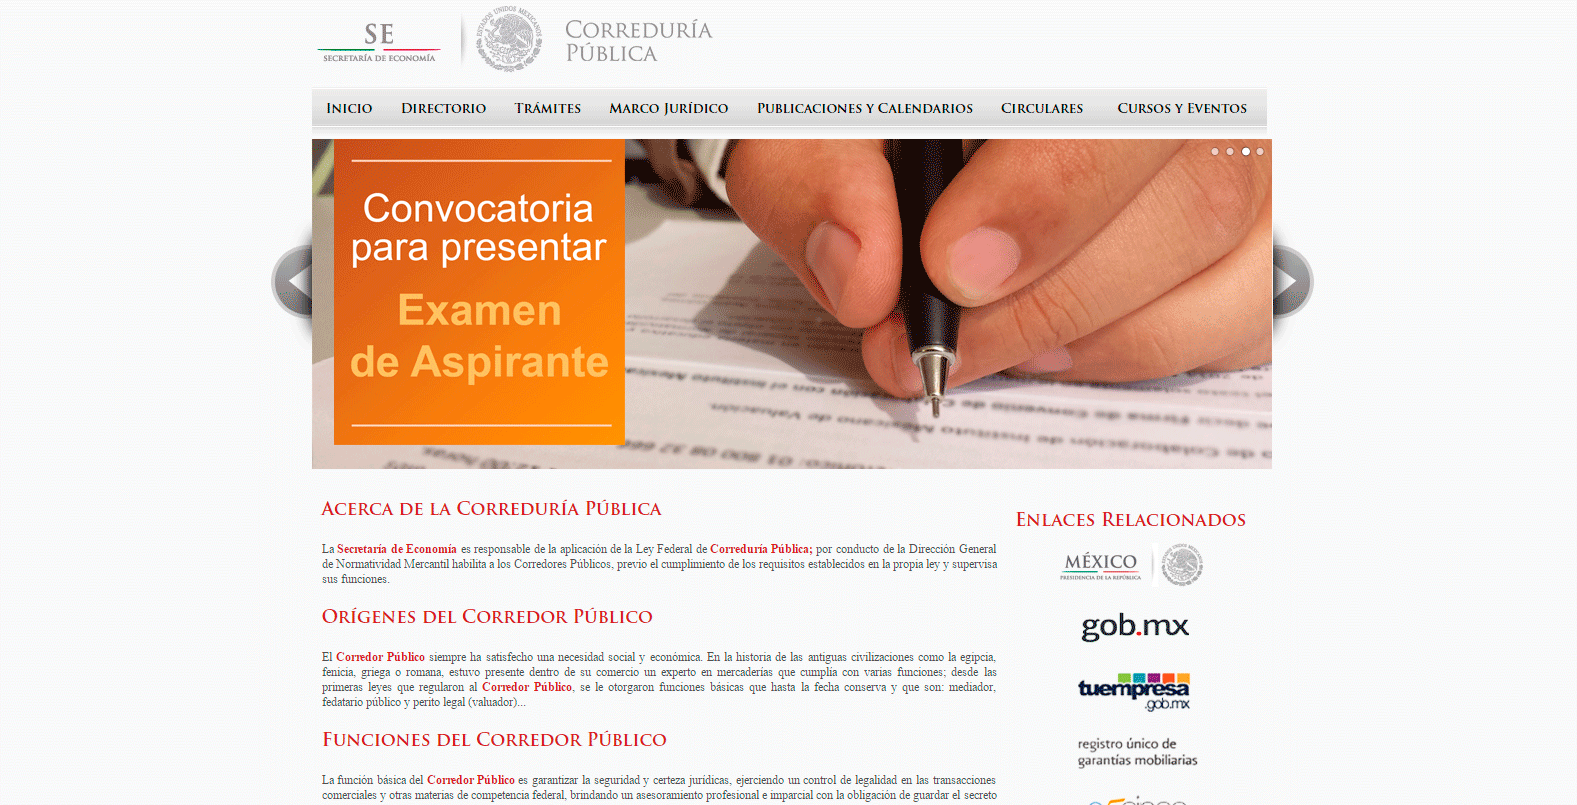 SE
SECRETARÍA DE ECONOMÍA
ESTADOS UNIDOS MEXICANOS
CORREDURÍA
PÚBLICA
INICIO DIRECTORIO TRÁMITES MARCO JURÍDICO PUBLICACIONES Y CALENDARIOS CIRCULARES CURSOS Y EVENTOS
Convocatoria
para presentar
Examen
de Aspirante
ACERCA DE LA CORREDURÍA PÚBLICA
La Secretaría de Economía es responsable de la aplicación de la Ley Federal de Correduría Pública; por conducto de la Dirección General
de Normatividad Mercantil habilita a los Corredores Públicos, previo el cumplimiento de los requisitos establecidos en la propia ley y supervisa
sus funciones.
ORÍGENES DEL CORREDOR PÚBLICO
El Corredor Público siempre ha satisfecho una necesidad social y económica. En la historia de las antiguas civilizaciones como la egipcia,
fenicia, griega o romana, estuvo presente dentro de su comercio un experto en mercaderías que cumplía con varias funciones; desde las
primeras leyes que regularon al Corredor Público, se le otorgaron funciones básicas que hasta la fecha conserva y que son: mediador,
fedatario público y perito legal (valuador)...
FUNCIONES DEL CORREDOR PÚBLICO
La función básica del Corredor Público es garantizar la seguridad y certeza jurídicas, ejerciendo un control de legalidad en las transacciones
comerciales y otras materias de competencia federal, brindando un asesoramiento profesional e imparcial con la obligación de guardar el secreto
ENLACES RELACIONADOS
MÉXICO
PRESIDENCIA DE LA REPÚBLICA
gob.mx
tuempresa
.gob.mx
registro único de
garantías mobiliarias